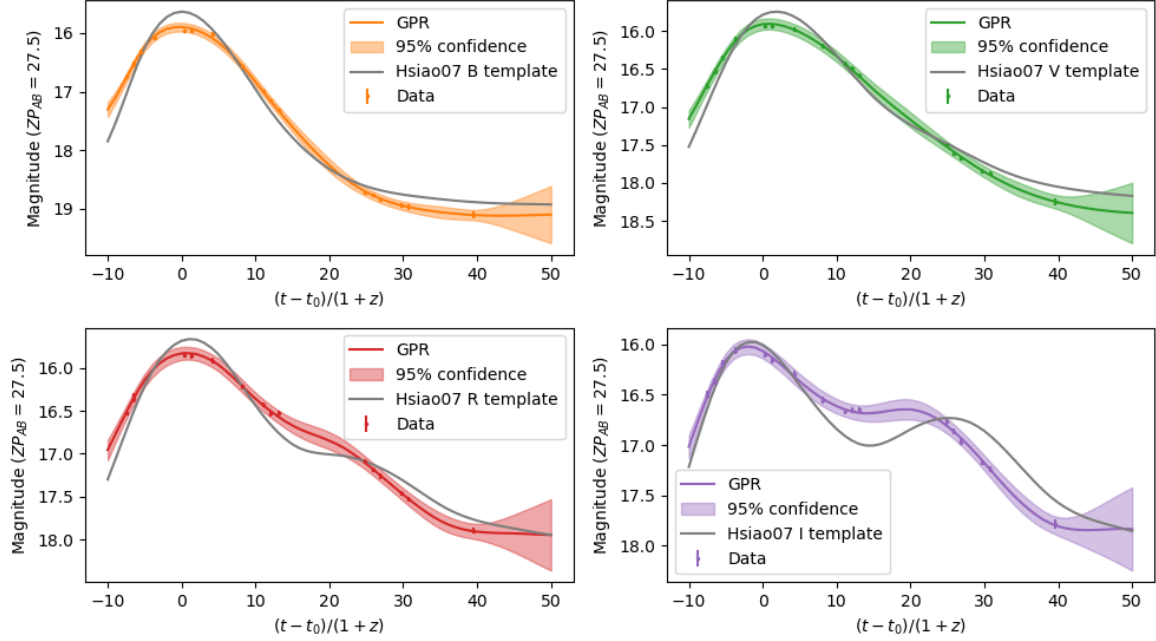 GPR
95% confidence
Hsiao07 B template
Data
16
17
18
19
Magnitude (ZP_AB = 27.5)
−10 0 10 20 30 40 50
(t − t_0)/(1 + z)
GPR
95% confidence
Hsiao07 V template
Data
16.0
16.5
17.0
17.5
18.0
18.5
Magnitude (ZP_AB = 27.5)
−10 0 10 20 30 40 50
(t − t_0)/(1 + z)
GPR
95% confidence
Hsiao07 R template
Data
16.0
16.5
17.0
17.5
18.0
Magnitude (ZP_AB = 27.5)
−10 0 10 20 30 40 50
(t − t_0)/(1 + z)
16.0
16.5
17.0
17.5
18.0
Magnitude (ZP_AB = 27.5)
GPR
95% confidence
Hsiao07 I template
Data
−10 0 10 20 30 40 50
(t − t_0)/(1 + z)